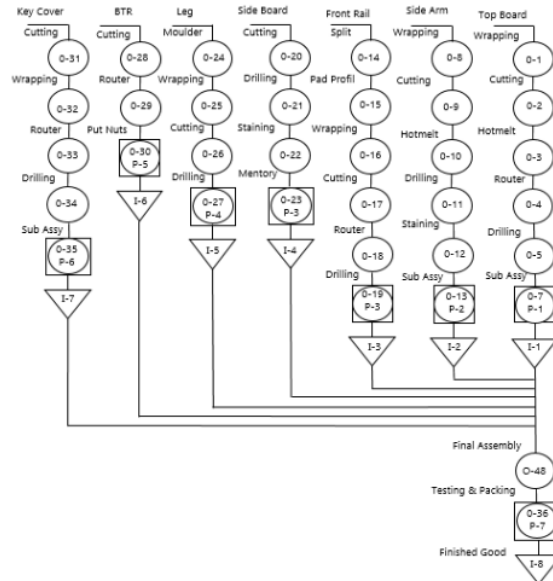 Key Cover BTR Leg Side Board Front Rail Side Arm Top Board
Cutting Cutting Moulder Cutting Split Wrapping Wrapping
0-31 0-28 0-24 0-20 0-14 0-8 0-1
Wrapping Router Wrapping Drilling Pad Profil Cutting Cutting
0-32 0-29 0-25 0-21 0-15 0-9 0-2
Router Put Nuts Cutting Staining Wrapping Hotmelt Hotmelt
0-33 0-30 0-26 0-22 0-16 0-10 0-3
P-5
Drilling Drilling Mentory Cutting Drilling Router
0-34 I-6 0-27 0-23 0-17 0-11 0-4
P-4 P-3
Sub Assy Router Staining Drilling
0-35 I-5 I-4 0-18 0-12 0-5
P-6
Drilling Sub Assy Sub Assy
I-7 0-19 0-13 0-7
P-3 P-2 P-1
I-3 I-2 I-1
Final Assembly
O-48
Testing & Packing
0-36
P-7
Finished Good
I-8